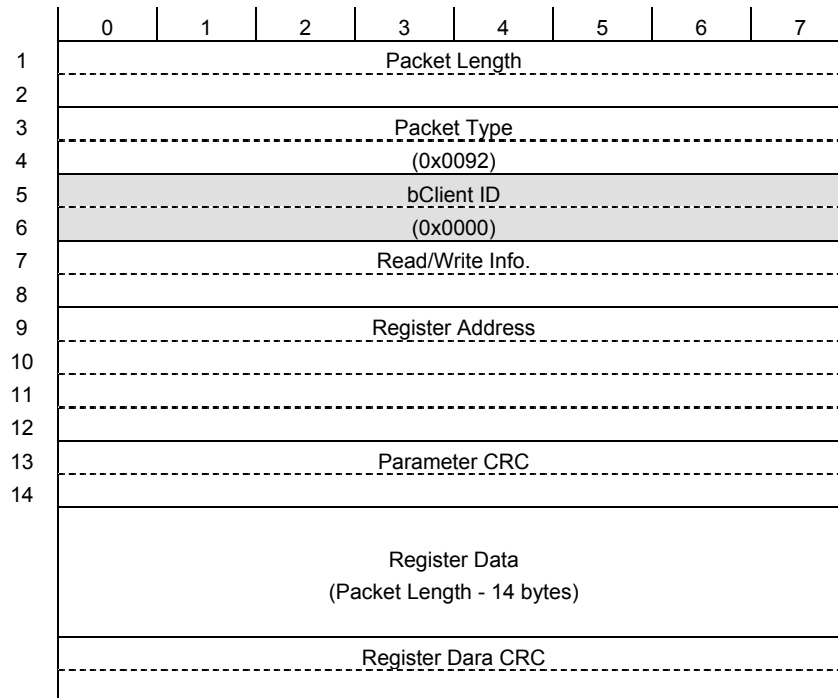 0 1 2 3 4 5 6 7
1 Packet Length
2
3 Packet Type
4 (0x0092)
5 bClient ID
6 (0x0000)
7 Read/Write Info.
8
9 Register Address
10
11
12
13 Parameter CRC
14
Register Data
(Packet Length - 14 bytes)
Register Dara CRC